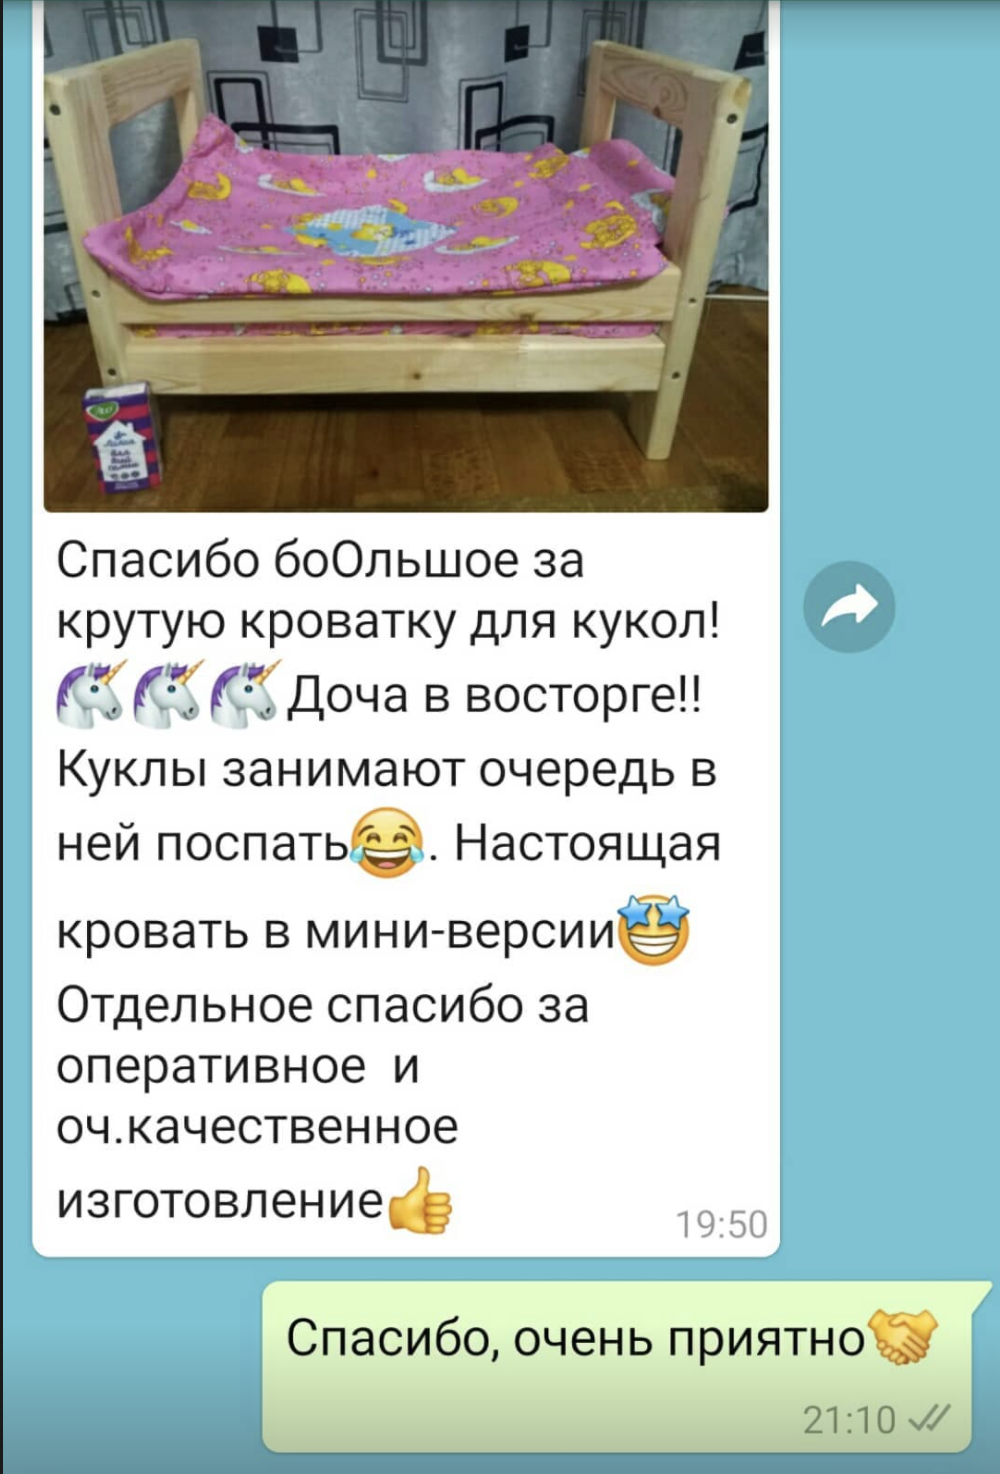 Спасибо боОльшое за
крутую кроватку для кукол!
🦄🦄🦄Доча в восторге!!
Куклы занимают очередь в
ней поспать😂. Настоящая
кровать в мини-версии🤩
Отдельное спасибо за
оперативное  и
оч.качественное
изготовление👍
19:50
Спасибо, очень приятно🤝
21:10